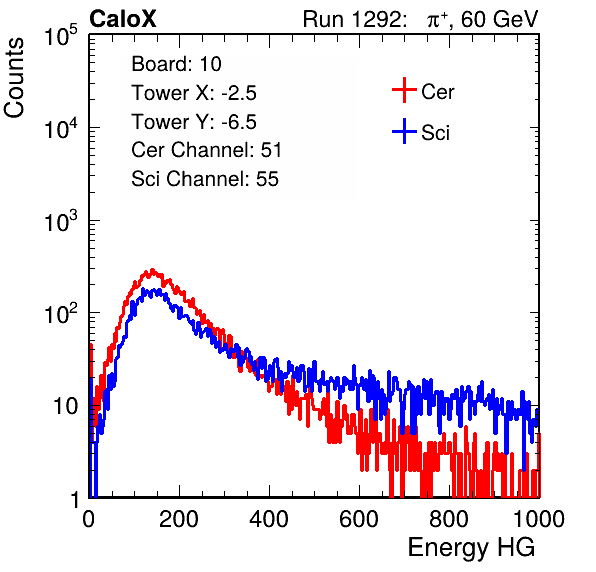 CaloX Run 1292: π⁺, 60 GeV
Counts
Board: 10
Tower X: -2.5
Tower Y: -6.5
Cer Channel: 51
Sci Channel: 55
Cer
Sci
10⁵
10⁴
10³
10²
10
1
0 200 400 600 800 1000
Energy HG